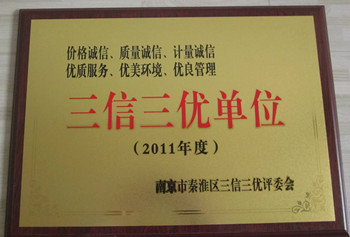 价格诚信、质量诚信、计量诚信
优质服务、优美环境、优良管理
三信三优单位
（2011年度）
南京市秦淮区三信三优评委会